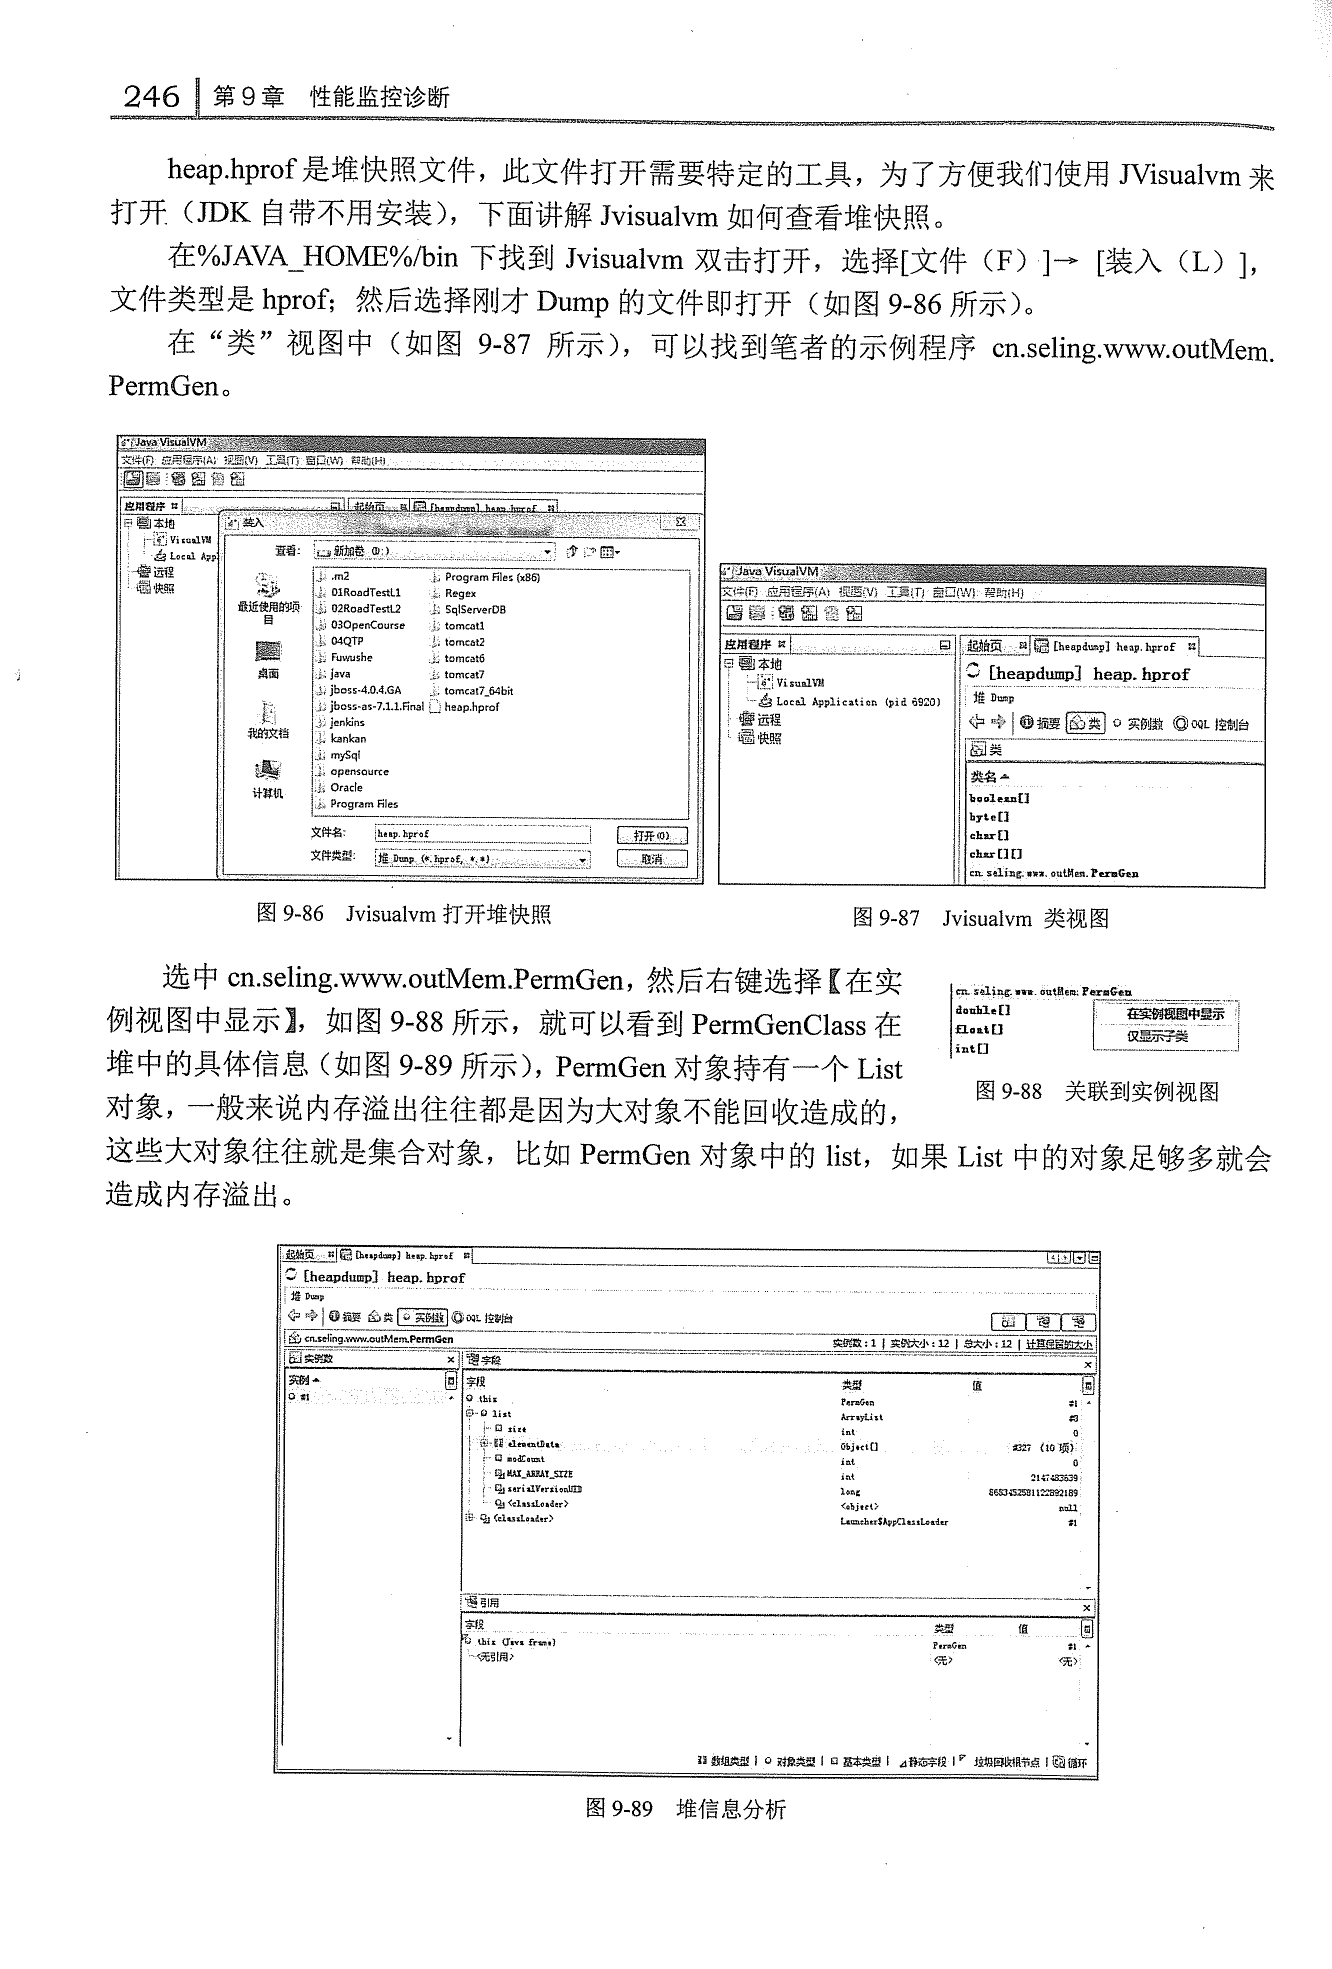 246 第9章 性能监控诊断
heap.hprof是堆快照文件，此文件打开需要特定的工具，为了方便我们使用 JVisualvm 来
打开（JDK 自带不用安装），下面讲解 Jvisualvm 如何查看堆快照。
在%JAVA_HOME%/bin 下找到 Jvisualvm 双击打开，选择[文件（F）]→ [装入（L）]，
文件类型是 hprof；然后选择刚才 Dump 的文件即打开（如图 9-86 所示）。
在“类”视图中（如图 9-87 所示），可以找到笔者的示例程序 cn.seling.www.outMem.
PermGen。
Java VisualVM
文件(F) 应用程序(A) 视图(V) 工具(T) 窗口(W) 帮助(H)
应用程序
起始页 [heapdump] heap.hprof
本地
VisualVM
Local App
远程
快照
装入
查看: 新加卷 (D:)
最近使用的项目
桌面
我的文档
计算机
.m2
01RoadTestL1
02RoadTestL2
03OpenCourse
04QTP
Fuwushe
java
jboss-4.0.4.GA
jboss-as-7.1.1.Final
jenkins
kankan
mySql
opensource
Oracle
Program Files
Program Files (x86)
Regex
SqlServerDB
tomcat1
tomcat2
tomcat6
tomcat7
tomcat7_64bit
heap.hprof
文件名: heap.hprof 打开(O)
文件类型: 堆 Dump (*.hprof, *.*) 取消
Java VisualVM
文件(F) 应用程序(A) 视图(V) 工具(T) 窗口(W) 帮助(H)
应用程序
本地
VisualVM
Local Application (pid 6920)
远程
快照
起始页 [heapdump] heap.hprof
[heapdump] heap.hprof
堆 Dump
摘要 类 实例数 OQL 控制台
类
类名
boolean[]
byte[]
char[]
char[][]
cn.seling.www.outMem.PermGen
图 9-86 Jvisualvm 打开堆快照
图 9-87 Jvisualvm 类视图
选中 cn.seling.www.outMem.PermGen，然后右键选择【在实
例视图中显示】，如图 9-88 所示，就可以看到 PermGenClass 在
堆中的具体信息（如图 9-89 所示），PermGen 对象持有一个 List
对象，一般来说内存溢出往往都是因为大对象不能回收造成的，
这些大对象往往就是集合对象，比如 PermGen 对象中的 list，如果 List 中的对象足够多就会
造成内存溢出。
cn.seling.www.outMem.PermGen
double[] 在实例视图中显示
float[] 仅显示子类
int[]
图 9-88 关联到实例视图
起始页 [heapdump] heap.hprof
[heapdump] heap.hprof
堆 Dump
摘要 类 实例数 OQL 控制台
cn.seling.www.outMem.PermGen 实例数:1 | 实例大小:12 | 总大小:12 | 计算保留的大小
实例数
实例
#1
字段
字段 类型 值
this PermGen #1
list ArrayList #3
size int 0
elementData Object[] #327 (10 项)
modCount int 0
MAX_ARRAY_SIZE int 2147483639
serialVersionUID long 8683452581122892189
<classLoader> <object> null
<classLoader> Launcher$AppClassLoader #1
引用
字段 类型 值
this (Java frame) PermGen #1
<无引用> <无> <无>
数组类型 | 对象类型 | 基本类型 | 静态字段 | 垃圾回收根节点 | 循环
图 9-89 堆信息分析